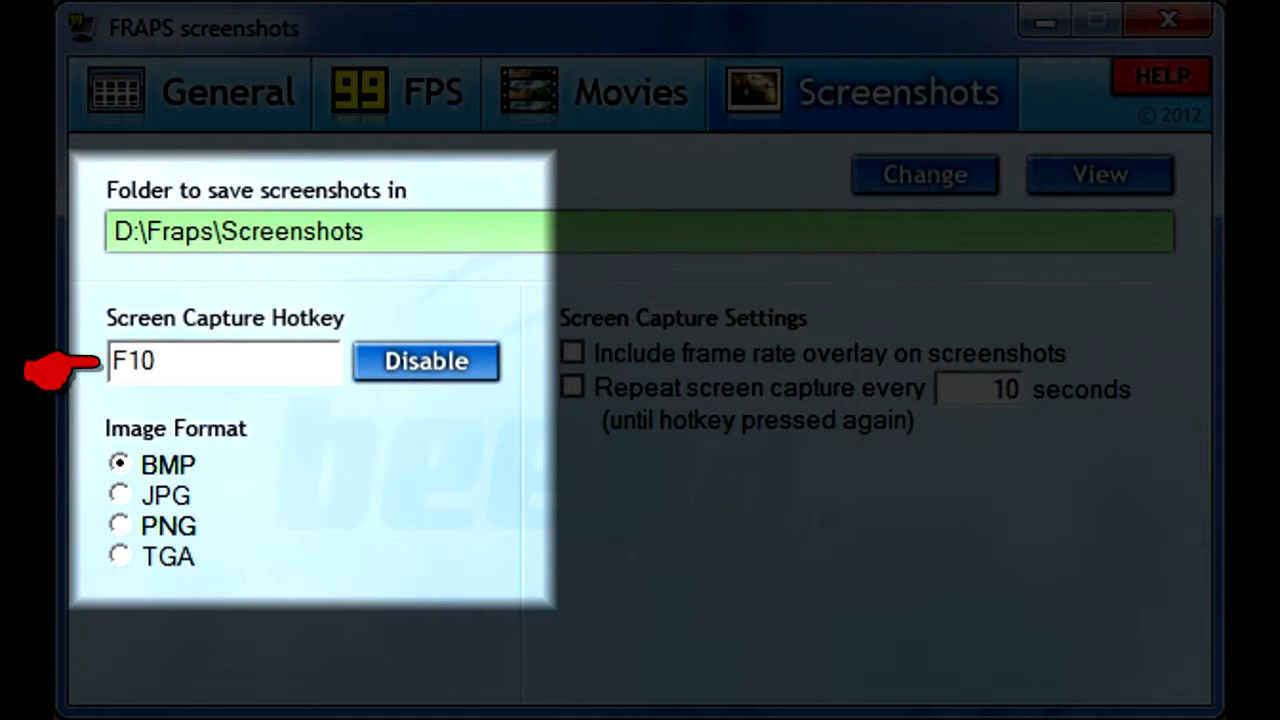 FRAPS screenshots
General
99 FPS
Movies
Screenshots
HELP
© 2012
Folder to save screenshots in
Change
View
D:\Fraps\Screenshots
Screen Capture Hotkey
F10
Disable
Image Format
BMP
JPG
PNG
TGA
Screen Capture Settings
Include frame rate overlay on screenshots
Repeat screen capture every 10 seconds
(until hotkey pressed again)